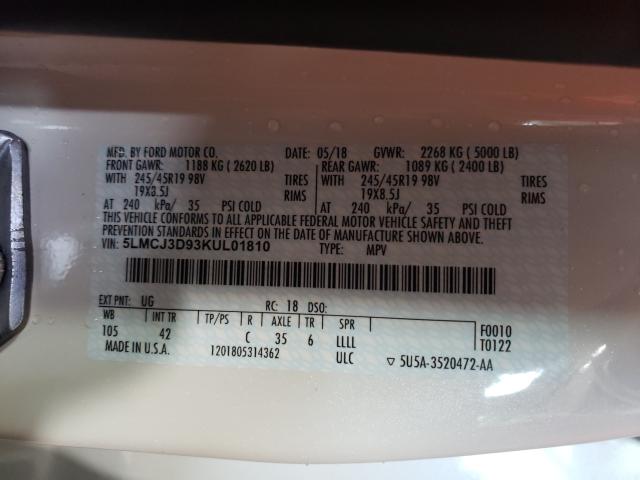 MFD. BY FORD MOTOR CO. DATE: 05/18 GVWR: 2268 KG ( 5000 LB)
FRONT GAWR: 1188 KG ( 2620 LB) REAR GAWR: 1089 KG ( 2400 LB)
WITH 245/45R19 98V TIRES WITH 245/45R19 98V TIRES
19X8.5J RIMS 19X8.5J RIMS
AT 240 kPa/ 35 PSI COLD AT 240 kPa/ 35 PSI COLD
THIS VEHICLE CONFORMS TO ALL APPLICABLE FEDERAL MOTOR VEHICLE SAFETY AND THEFT
PREVENTION STANDARDS IN EFFECT ON THE DATE OF MANUFACTURE SHOWN ABOVE.
VIN: 5LMCJ3D93KUL01810 TYPE: MPV
EXT PNT: UG RC: 18 DSO:
WB INT TR TP/PS R AXLE TR SPR F0010
105 42 C 35 6 LLLL T0122
MADE IN U.S.A. 1201805314362 ULC ▽ 5U5A-3520472-AA